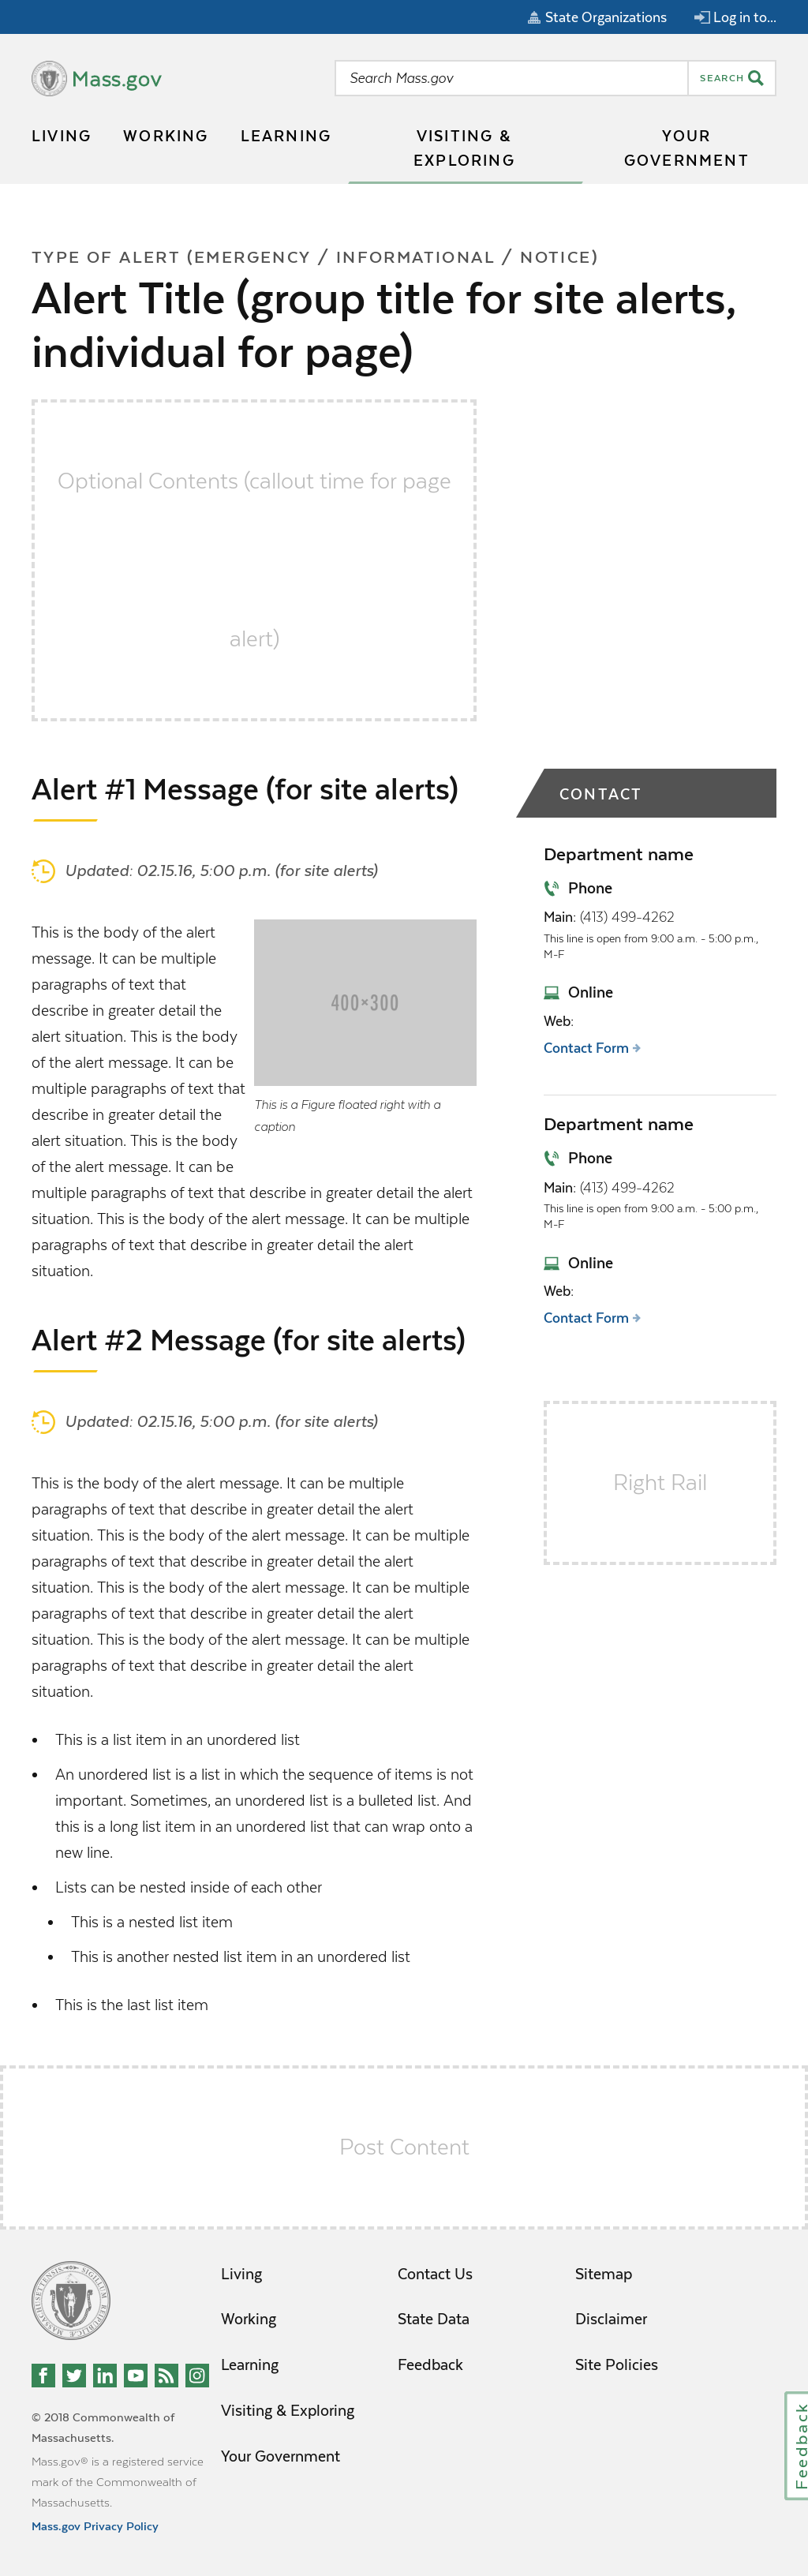 State Organizations
Log in to...
Mass.gov
Search Mass.gov
SEARCH
LIVING
WORKING
LEARNING
VISITING &
EXPLORING
YOUR
GOVERNMENT
TYPE OF ALERT (EMERGENCY / INFORMATIONAL / NOTICE)
Alert Title (group title for site alerts,
individual for page)
Optional Contents (callout time for page
alert)
Alert #1 Message (for site alerts)
Updated: 02.15.16, 5:00 p.m. (for site alerts)
This is the body of the alert
message. It can be multiple
paragraphs of text that
describe in greater detail the
alert situation. This is the body
of the alert message. It can be
multiple paragraphs of text that
describe in greater detail the
alert situation. This is the body
of the alert message. It can be
multiple paragraphs of text that describe in greater detail the alert
situation. This is the body of the alert message. It can be multiple
paragraphs of text that describe in greater detail the alert
situation.
400×300
This is a Figure floated right with a
caption
Alert #2 Message (for site alerts)
Updated: 02.15.16, 5:00 p.m. (for site alerts)
This is the body of the alert message. It can be multiple
paragraphs of text that describe in greater detail the alert
situation. This is the body of the alert message. It can be multiple
paragraphs of text that describe in greater detail the alert
situation. This is the body of the alert message. It can be multiple
paragraphs of text that describe in greater detail the alert
situation. This is the body of the alert message. It can be multiple
paragraphs of text that describe in greater detail the alert
situation.
• This is a list item in an unordered list
• An unordered list is a list in which the sequence of items is not
important. Sometimes, an unordered list is a bulleted list. And
this is a long list item in an unordered list that can wrap onto a
new line.
• Lists can be nested inside of each other
• This is a nested list item
• This is another nested list item in an unordered list
• This is the last list item
CONTACT
Department name
Phone
Main: (413) 499-4262
This line is open from 9:00 a.m. - 5:00 p.m.,
M-F
Online
Web:
Contact Form
Department name
Phone
Main: (413) 499-4262
This line is open from 9:00 a.m. - 5:00 p.m.,
M-F
Online
Web:
Contact Form
Right Rail
Post Content
© 2018 Commonwealth of
Massachusetts.
Mass.gov® is a registered service
mark of the Commonwealth of
Massachusetts.
Mass.gov Privacy Policy
Living
Working
Learning
Visiting & Exploring
Your Government
Contact Us
State Data
Feedback
Sitemap
Disclaimer
Site Policies
Feedback